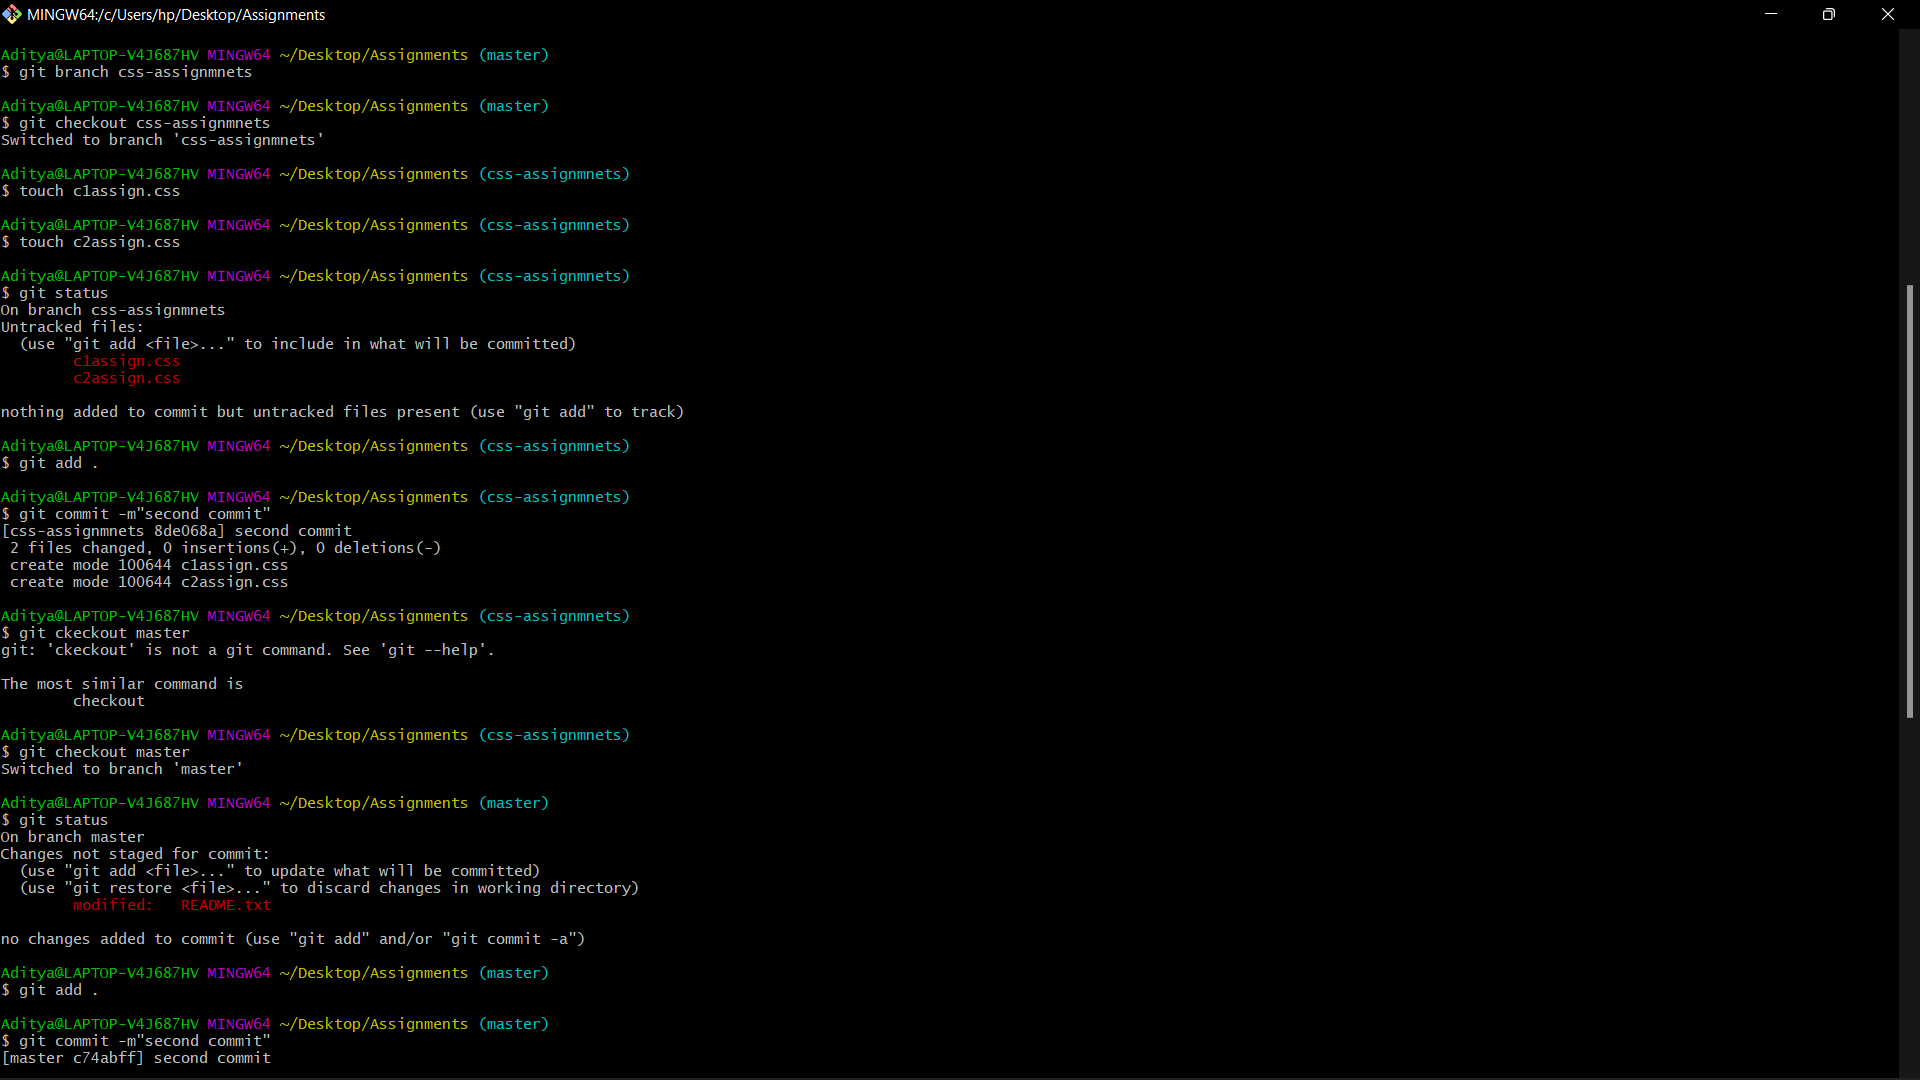 MINGW64:/c/Users/hp/Desktop/Assignments
Aditya@LAPTOP-V4J687HV MINGW64 ~/Desktop/Assignments (master)
$ git branch css-assignmnets
Aditya@LAPTOP-V4J687HV MINGW64 ~/Desktop/Assignments (master)
$ git checkout css-assignmnets
Switched to branch 'css-assignmnets'
Aditya@LAPTOP-V4J687HV MINGW64 ~/Desktop/Assignments (css-assignmnets)
$ touch c1assign.css
Aditya@LAPTOP-V4J687HV MINGW64 ~/Desktop/Assignments (css-assignmnets)
$ touch c2assign.css
Aditya@LAPTOP-V4J687HV MINGW64 ~/Desktop/Assignments (css-assignmnets)
$ git status
On branch css-assignmnets
Untracked files:
  (use "git add <file>..." to include in what will be committed)
        c1assign.css
        c2assign.css
nothing added to commit but untracked files present (use "git add" to track)
Aditya@LAPTOP-V4J687HV MINGW64 ~/Desktop/Assignments (css-assignmnets)
$ git add .
Aditya@LAPTOP-V4J687HV MINGW64 ~/Desktop/Assignments (css-assignmnets)
$ git commit -m"second commit"
[css-assignmnets 8de068a] second commit
 2 files changed, 0 insertions(+), 0 deletions(-)
 create mode 100644 c1assign.css
 create mode 100644 c2assign.css
Aditya@LAPTOP-V4J687HV MINGW64 ~/Desktop/Assignments (css-assignmnets)
$ git ckeckout master
git: 'ckeckout' is not a git command. See 'git --help'.
The most similar command is
        checkout
Aditya@LAPTOP-V4J687HV MINGW64 ~/Desktop/Assignments (css-assignmnets)
$ git checkout master
Switched to branch 'master'
Aditya@LAPTOP-V4J687HV MINGW64 ~/Desktop/Assignments (master)
$ git status
On branch master
Changes not staged for commit:
  (use "git add <file>..." to update what will be committed)
  (use "git restore <file>..." to discard changes in working directory)
        modified:   README.txt
no changes added to commit (use "git add" and/or "git commit -a")
Aditya@LAPTOP-V4J687HV MINGW64 ~/Desktop/Assignments (master)
$ git add .
Aditya@LAPTOP-V4J687HV MINGW64 ~/Desktop/Assignments (master)
$ git commit -m"second commit"
[master c74abff] second commit